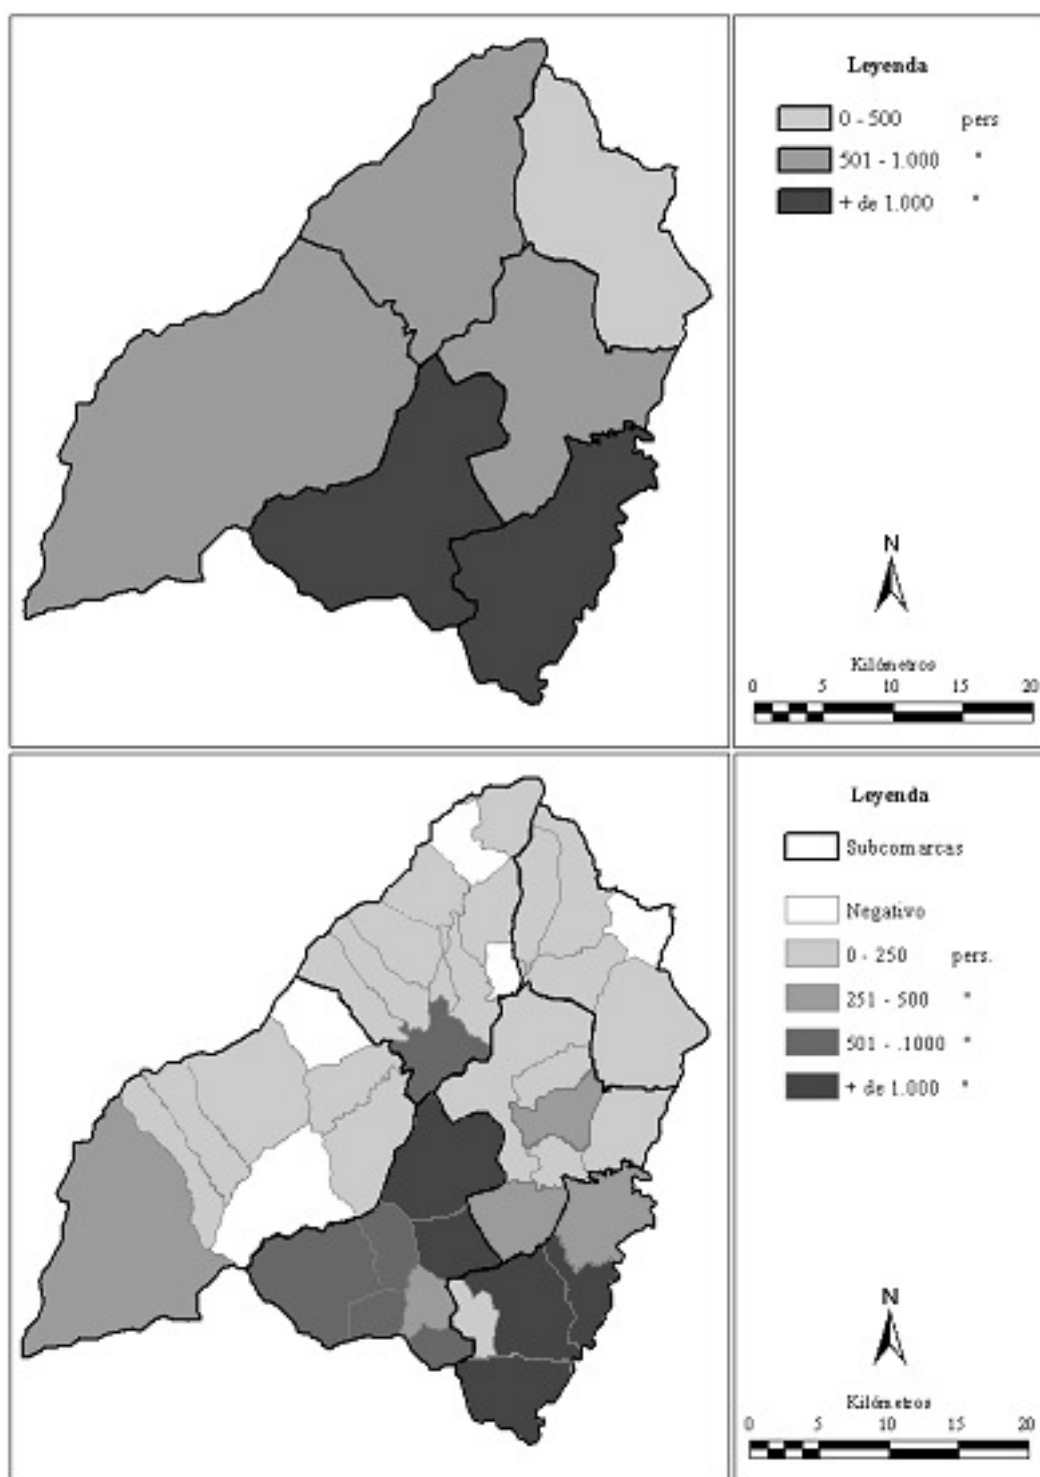 Leyenda
0 - 500 pers
501 - 1.000 "
+ de 1.000 "
N
Kilómetros
0 5 10 15 20
Leyenda
Subcomarcas
Negativo
0 - 250 pers.
251 - 500 "
501 - .1000 "
+ de 1.000 "
N
Kilómetros
0 5 10 15 20